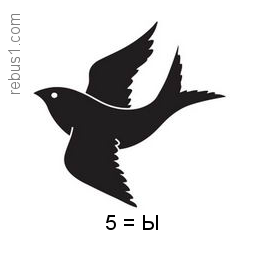 rebus1.com
5 = Ы